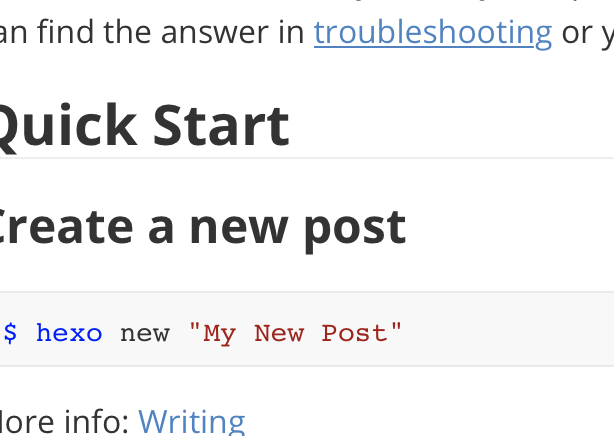 an find the answer in troubleshooting or y
Quick Start
Create a new post
$ hexo new "My New Post"
More info: Writing